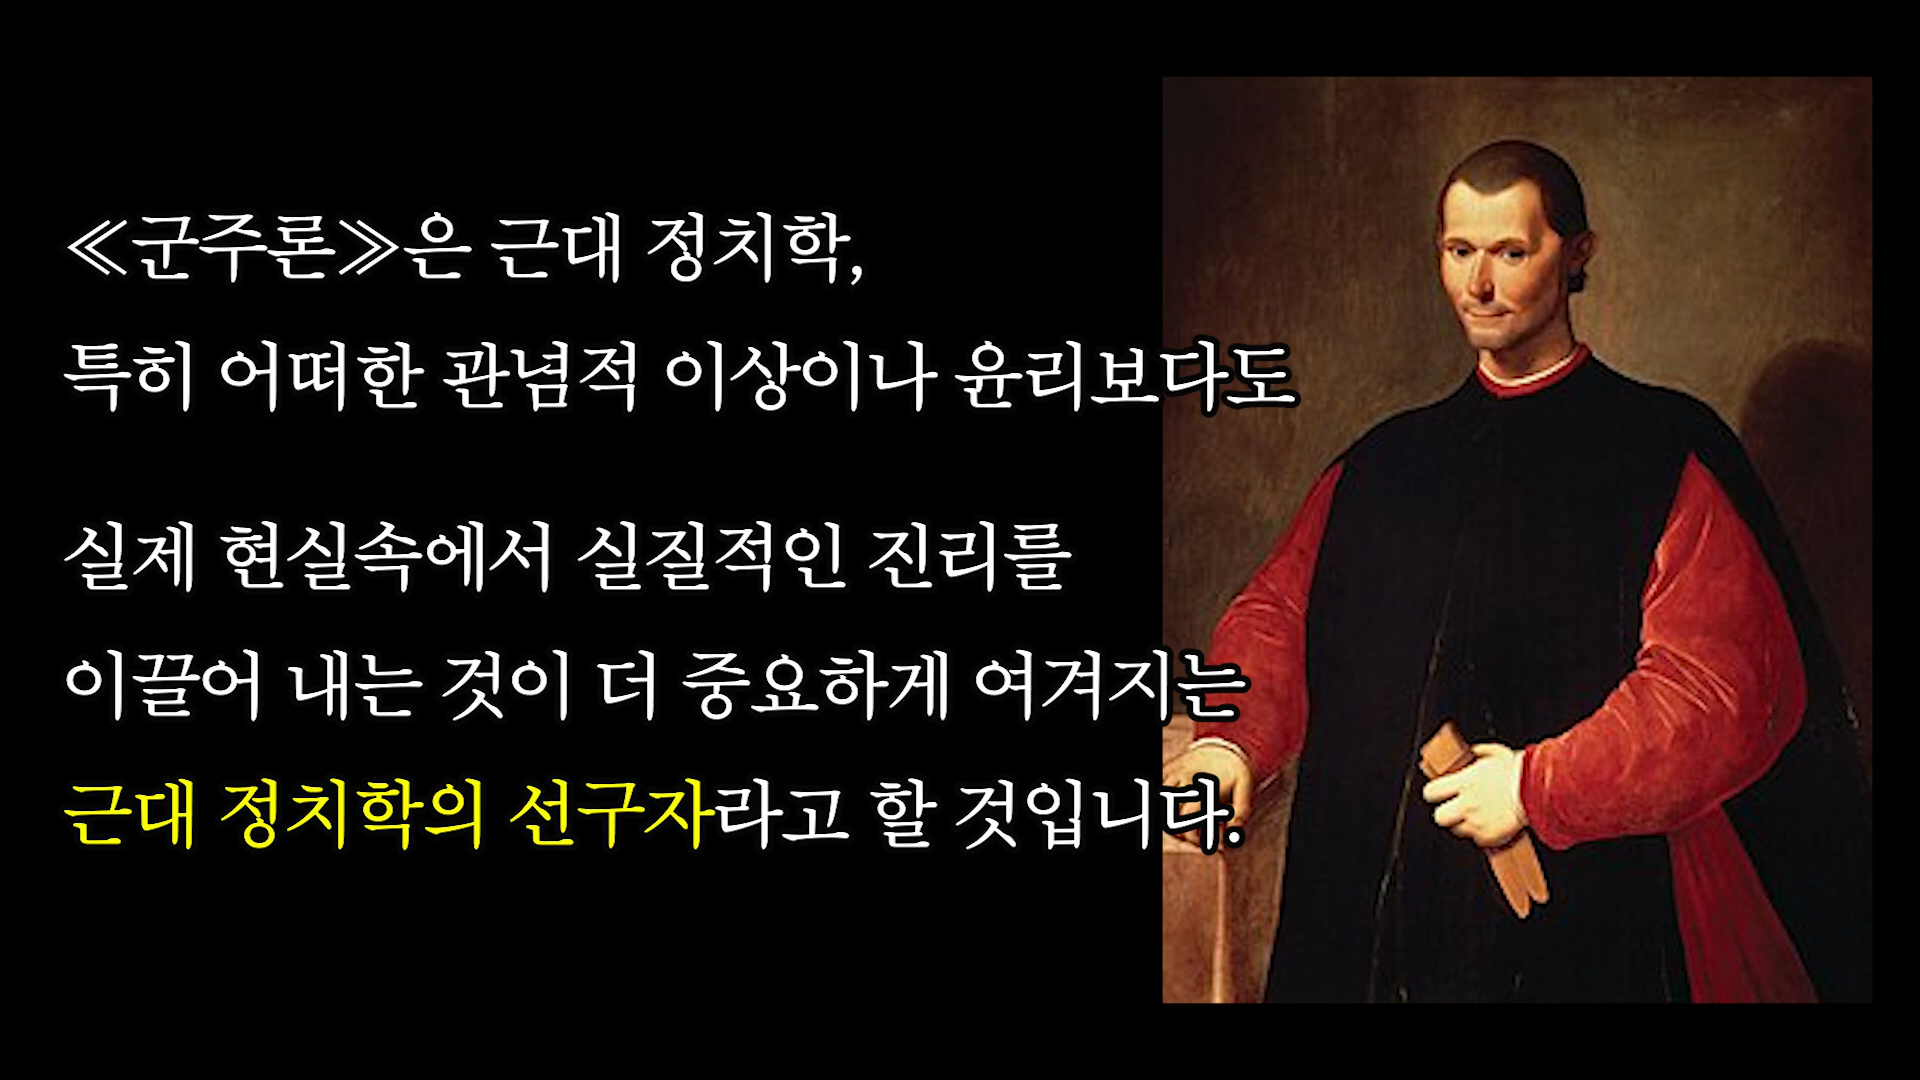 ≪군주론≫은 근대 정치학,
특히 어떠한 관념적 이상이나 윤리보다도
실제 현실속에서 실질적인 진리를
이끌어 내는 것이 더 중요하게 여겨지는
근대 정치학의 선구자라고 할 것입니다.